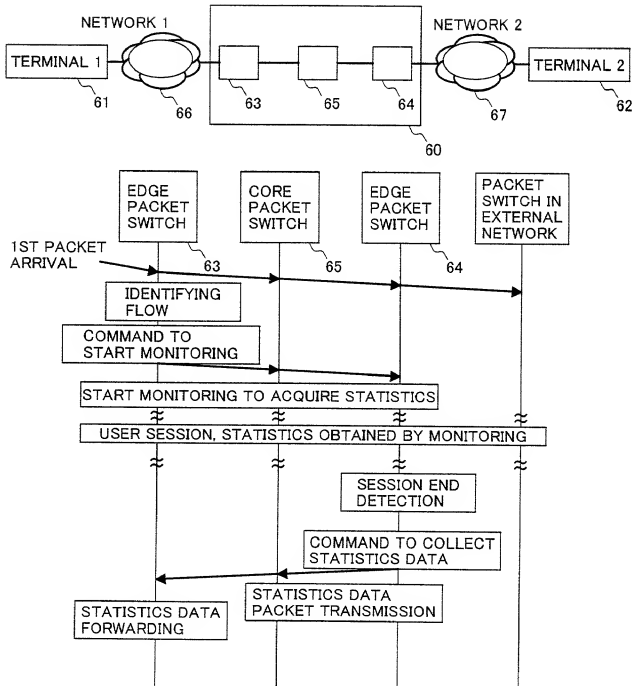 NETWORK 1
NETWORK 2
TERMINAL 1
TERMINAL 2
61
66
63
65
64
67
62
60
EDGE
PACKET
SWITCH
CORE
PACKET
SWITCH
EDGE
PACKET
SWITCH
PACKET
SWITCH IN
EXTERNAL
NETWORK
63
65
64
1ST PACKET
ARRIVAL
IDENTIFYING
FLOW
COMMAND TO
START MONITORING
START MONITORING TO ACQUIRE STATISTICS
USER SESSION, STATISTICS OBTAINED BY MONITORING
SESSION END
DETECTION
COMMAND TO COLLECT
STATISTICS DATA
STATISTICS DATA
PACKET TRANSMISSION
STATISTICS DATA
FORWARDING